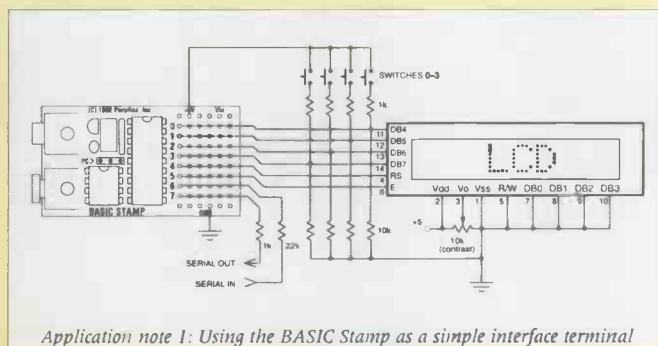 SWITCHES 0–3
(C) 1992 Parallax Inc
+5V
Vin
1k
0
1
2
3
4
5
6
7
PC>
BASIC STAMP
GND
DB4
DB5
DB6
DB7
RS
E
11
12
13
14
4
6
LCD
Vdd Vo Vss R/W DB0 DB1 DB2 DB3
2 3 1 5 7 8 9 10
+5
10k
(contrast)
1k
22k
10k
SERIAL OUT
SERIAL IN
Application note 1: Using the BASIC Stamp as a simple interface terminal